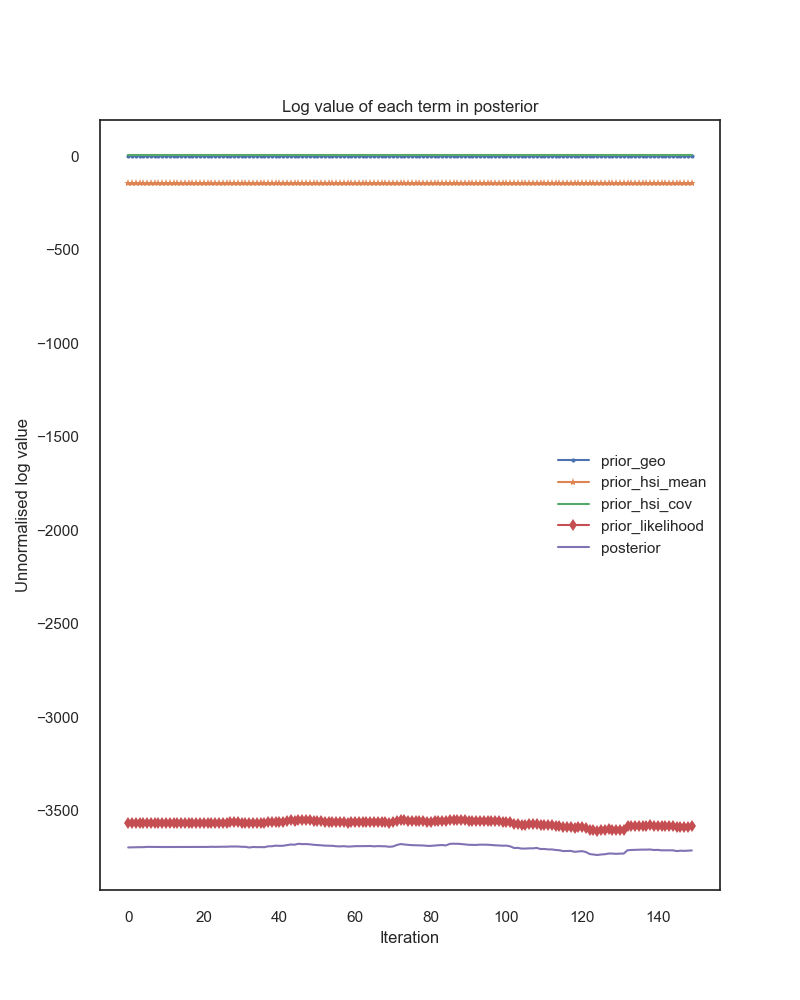 Log value of each term in posterior
0
−500
−1000
−1500
−2000
−2500
−3000
−3500
Unnormalised log value
prior_geo
prior_hsi_mean
prior_hsi_cov
prior_likelihood
posterior
0 20 40 60 80 100 120 140
Iteration